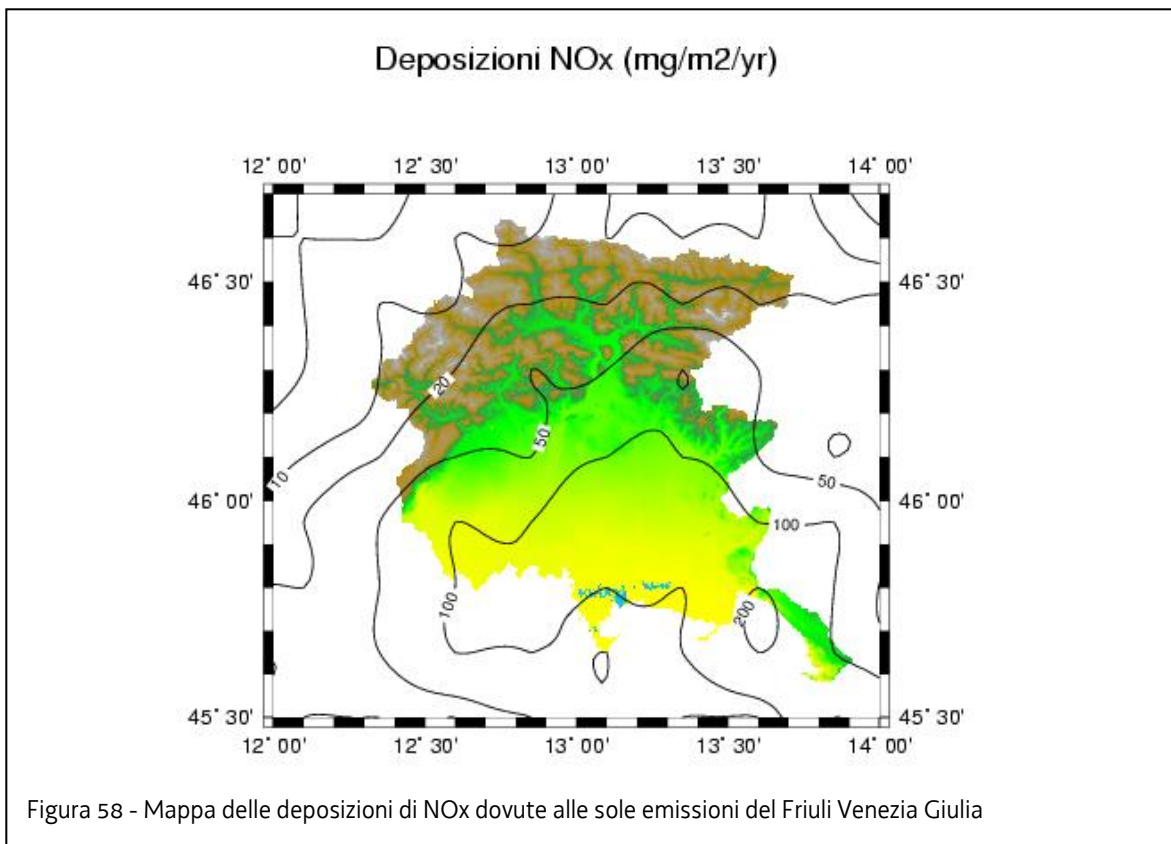 Deposizioni NOx (mg/m2/yr)
12° 00' 12° 30' 13° 00' 13° 30' 14° 00'
46° 30' 46° 30'
20
50
10
50
46° 00' 46° 00'
100
100
200
45° 30' 45° 30'
12° 00' 12° 30' 13° 00' 13° 30' 14° 00'
Figura 58 - Mappa delle deposizioni di NOx dovute alle sole emissioni del Friuli Venezia Giulia